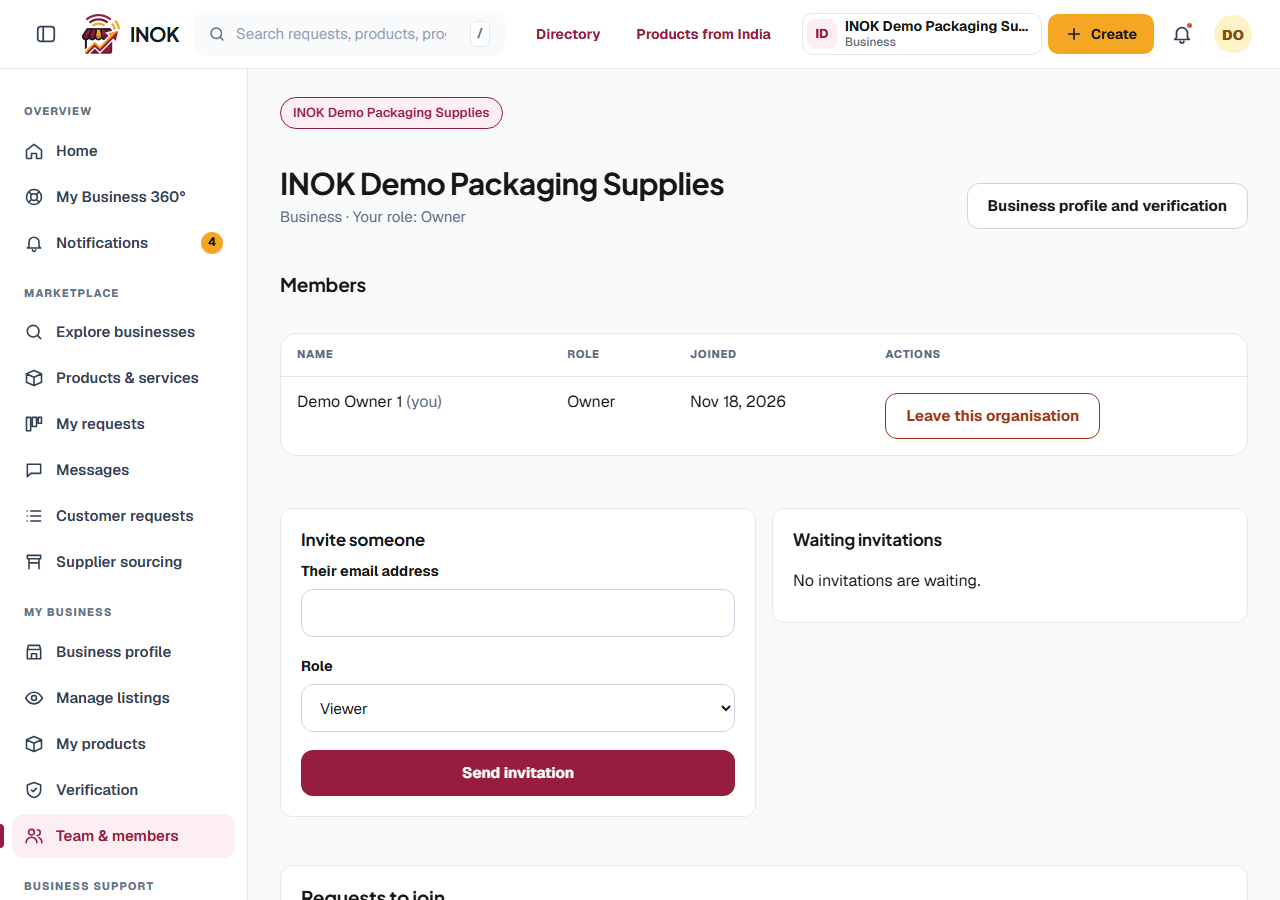 INOK
Search requests, products, pro
/
Directory
Products from India
ID
INOK Demo Packaging Su...
Business
Create
DO
OVERVIEW
Home
My Business 360°
Notifications
4
MARKETPLACE
Explore businesses
Products & services
My requests
Messages
Customer requests
Supplier sourcing
MY BUSINESS
Business profile
Manage listings
My products
Verification
Team & members
BUSINESS SUPPORT
INOK Demo Packaging Supplies
INOK Demo Packaging Supplies
Business · Your role: Owner
Business profile and verification
Members
NAME ROLE JOINED ACTIONS
Demo Owner 1 (you) Owner Nov 18, 2026 Leave this organisation
Invite someone
Their email address
Role
Viewer
Send invitation
Waiting invitations
No invitations are waiting.
Requests to join